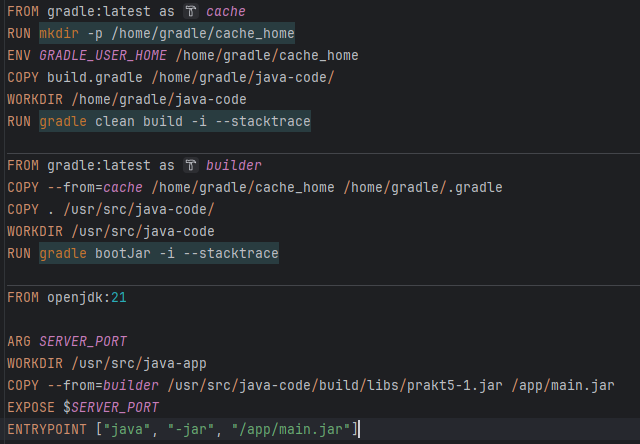 FROM gradle:latest as cache
RUN mkdir -p /home/gradle/cache_home
ENV GRADLE_USER_HOME /home/gradle/cache_home
COPY build.gradle /home/gradle/java-code/
WORKDIR /home/gradle/java-code
RUN gradle clean build -i --stacktrace
FROM gradle:latest as builder
COPY --from=cache /home/gradle/cache_home /home/gradle/.gradle
COPY . /usr/src/java-code/
WORKDIR /usr/src/java-code
RUN gradle bootJar -i --stacktrace
FROM openjdk:21
ARG SERVER_PORT
WORKDIR /usr/src/java-app
COPY --from=builder /usr/src/java-code/build/libs/prakt5-1.jar /app/main.jar
EXPOSE $SERVER_PORT
ENTRYPOINT ["java", "-jar", "/app/main.jar"]